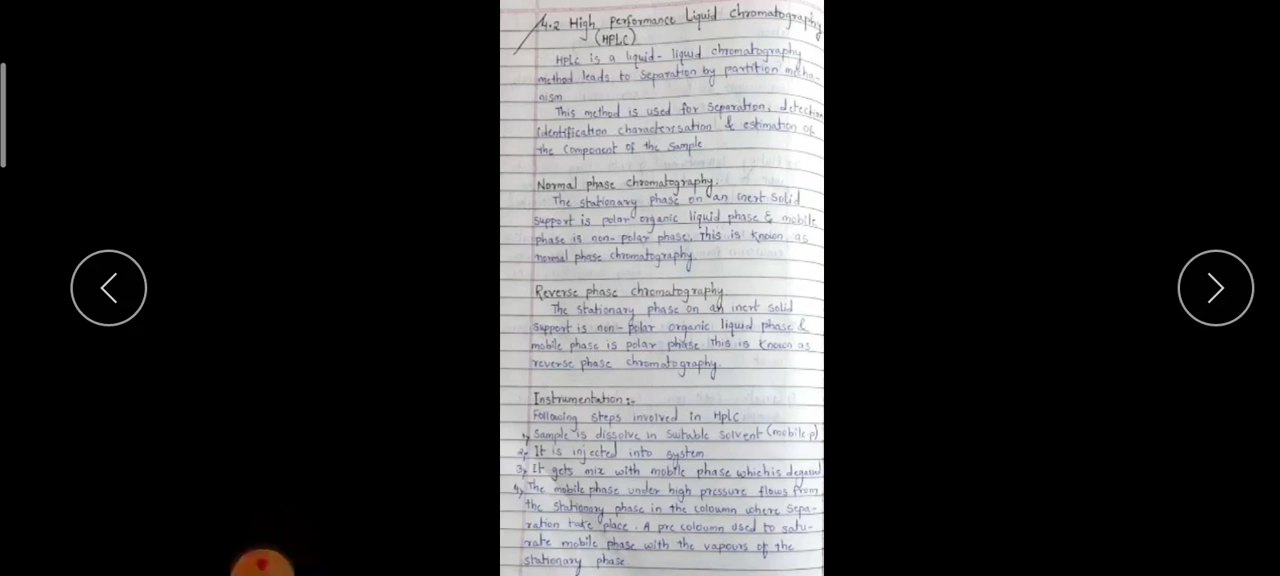 4.2 High Performance Liquid Chromatography
(HPLC)
HPLC is a liquid-liquid chromatography
method leads to separation by partition mecha-
nism
This method is used for separation, detection
identification characterisation & estimation of
the component of the sample
Normal phase chromatography.
The stationary phase on an inert solid
support is polar organic liquid phase & mobile
phase is non-polar phase. This is known as
normal phase chromatography.
Reverse phase chromatography
The stationary phase on an inert solid
support is non-polar organic liquid phase &
mobile phase is polar phase. This is known as
reverse phase chromatography.
Instrumentation :-
Following steps involved in HPLC
1) Sample is dissolve in suitable solvent (mobile p)
2) It is injected into system
3) It gets mix with mobile phase which is degased
4) The mobile phase under high pressure flows from
the stationary phase in the coloumn where sepa-
ration take place. A pre coloumn used to satu-
rate mobile phase with the vapours of the
stationary phase.